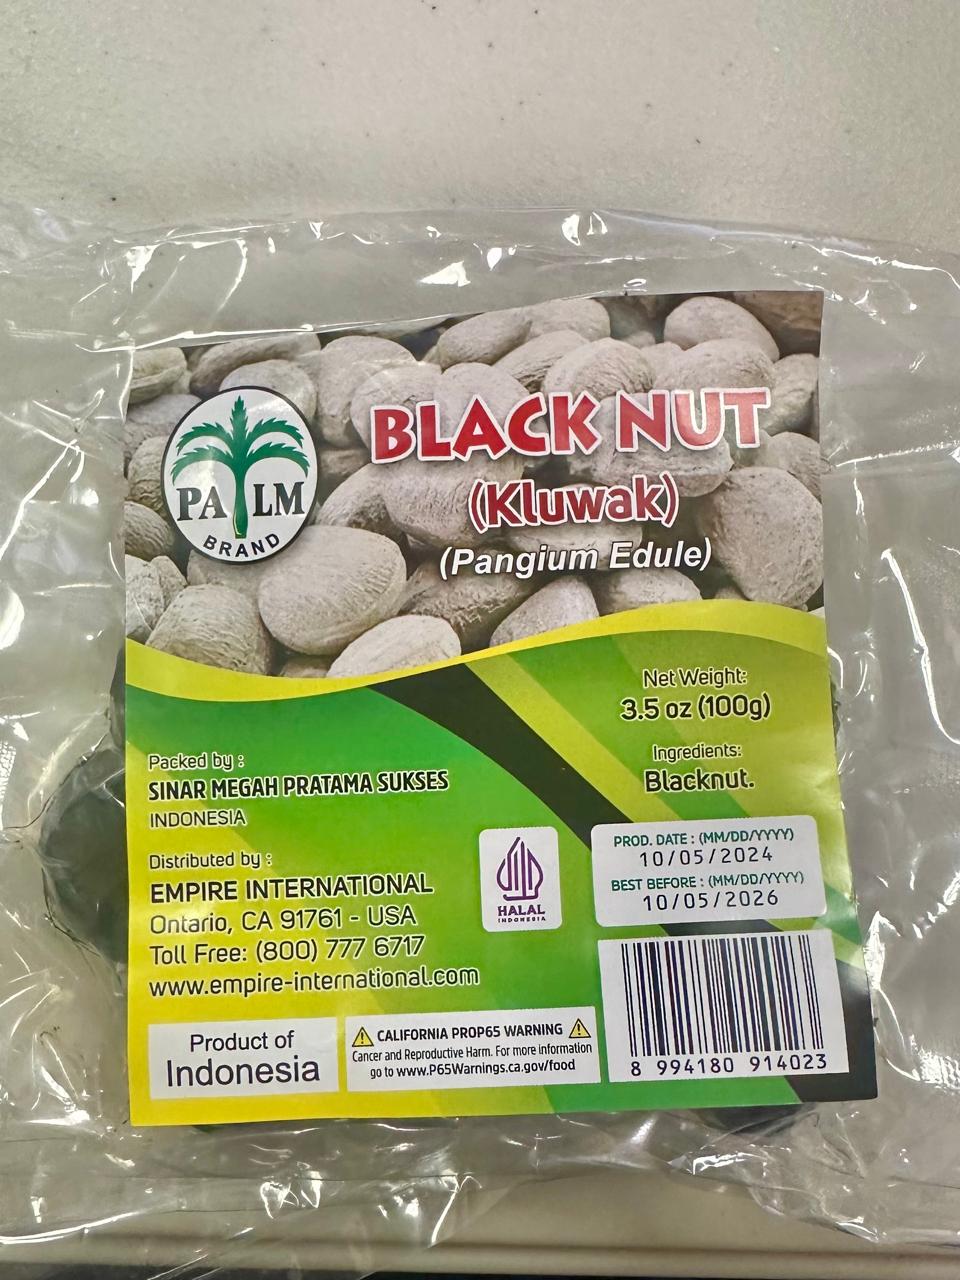 BLACK NUT
(Kluwak)
(Pangium Edule)
PALM
BRAND
Net Weight:
3.5 oz (100g)
Ingredients:
Blacknut.
Packed by :
SINAR MEGAH PRATAMA SUKSES
INDONESIA
Distributed by :
EMPIRE INTERNATIONAL
Ontario, CA 91761 - USA
Toll Free: (800) 777 6717
www.empire-international.com
HALAL
INDONESIA
PROD. DATE : (MM/DD/YYYY)
10/05/2024
BEST BEFORE : (MM/DD/YYYY)
10/05/2026
Product of
Indonesia
CALIFORNIA PROP65 WARNING
Cancer and Reproductive Harm. For more information
go to www.P65Warnings.ca.gov/food
8 994180 914023